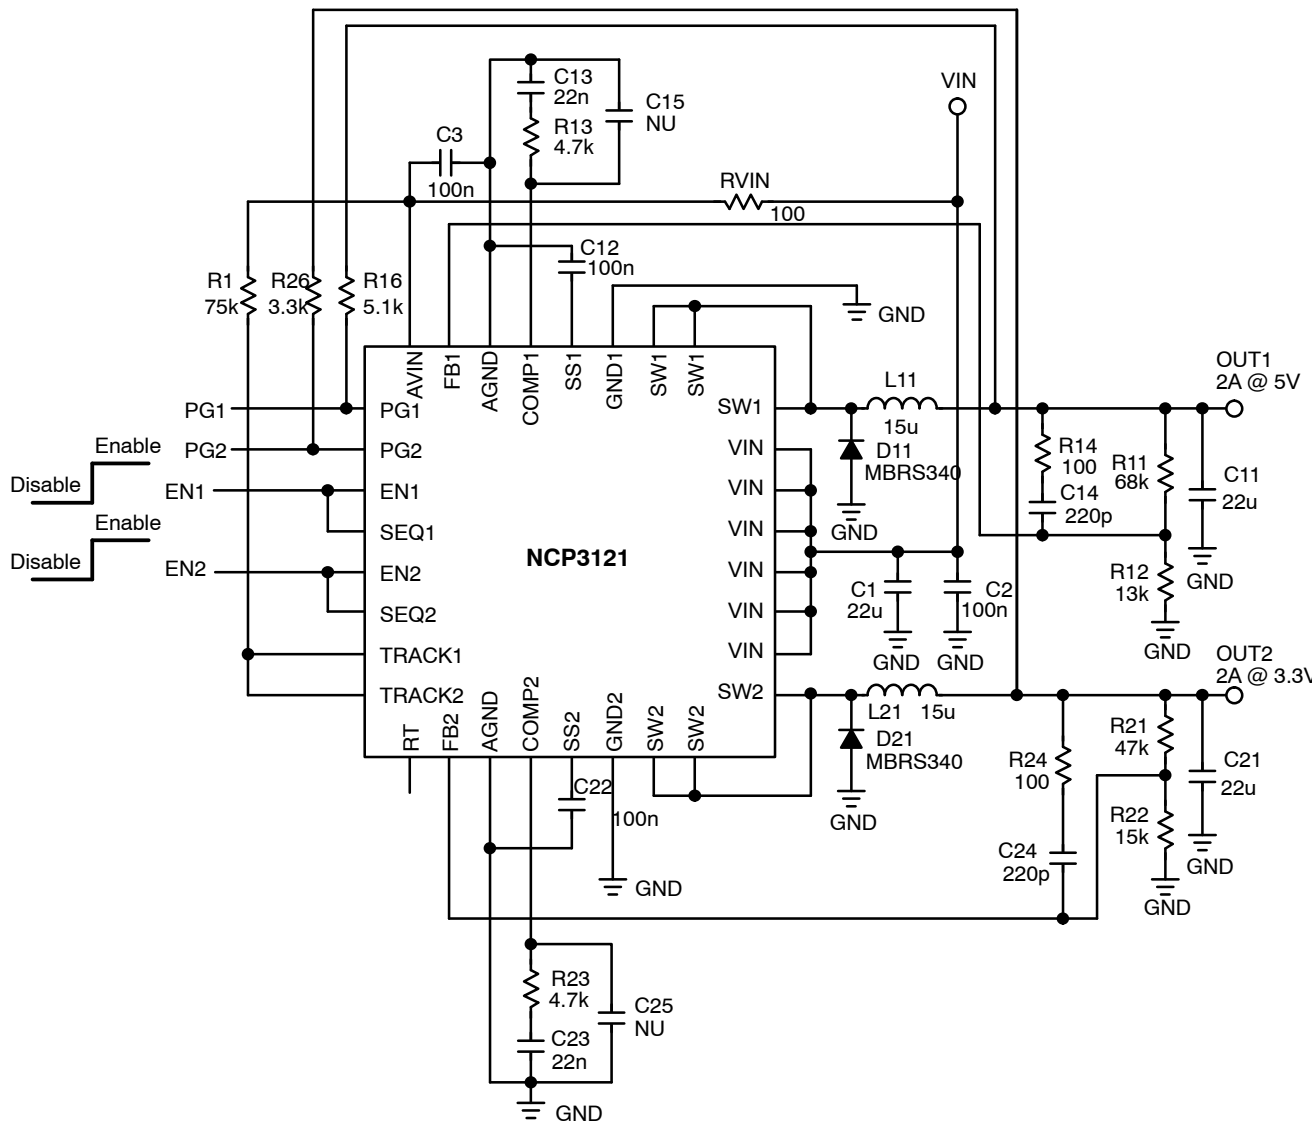 VIN
C13
22n
C15
NU
R13
4.7k
C3
100n
RVIN
100
C12
100n
R1
75k
R26
3.3k
R16
5.1k
GND
AVIN
FB1
AGND
COMP1
SS1
GND1
SW1
SW1
OUT1
2A @ 5V
L11
15u
PG1
PG1
SW1
Enable
PG2
PG2
VIN
D11
MBRS340
R14
100
R11
68k
C11
22u
Disable
EN1
EN1
VIN
C14
220p
GND
Enable
SEQ1
VIN
NCP3121
Disable
EN2
EN2
VIN
GND
R12
13k
C1
22u
C2
100n
SEQ2
VIN
GND
TRACK1
VIN
GND
GND
OUT2
2A @ 3.3V
TRACK2
SW2
L21
15u
RT
FB2
AGND
COMP2
SS2
GND2
SW2
SW2
D21
MBRS340
R21
47k
R24
100
C21
22u
C22
100n
GND
R22
15k
C24
220p
GND
GND
GND
R23
4.7k
C25
NU
C23
22n
GND